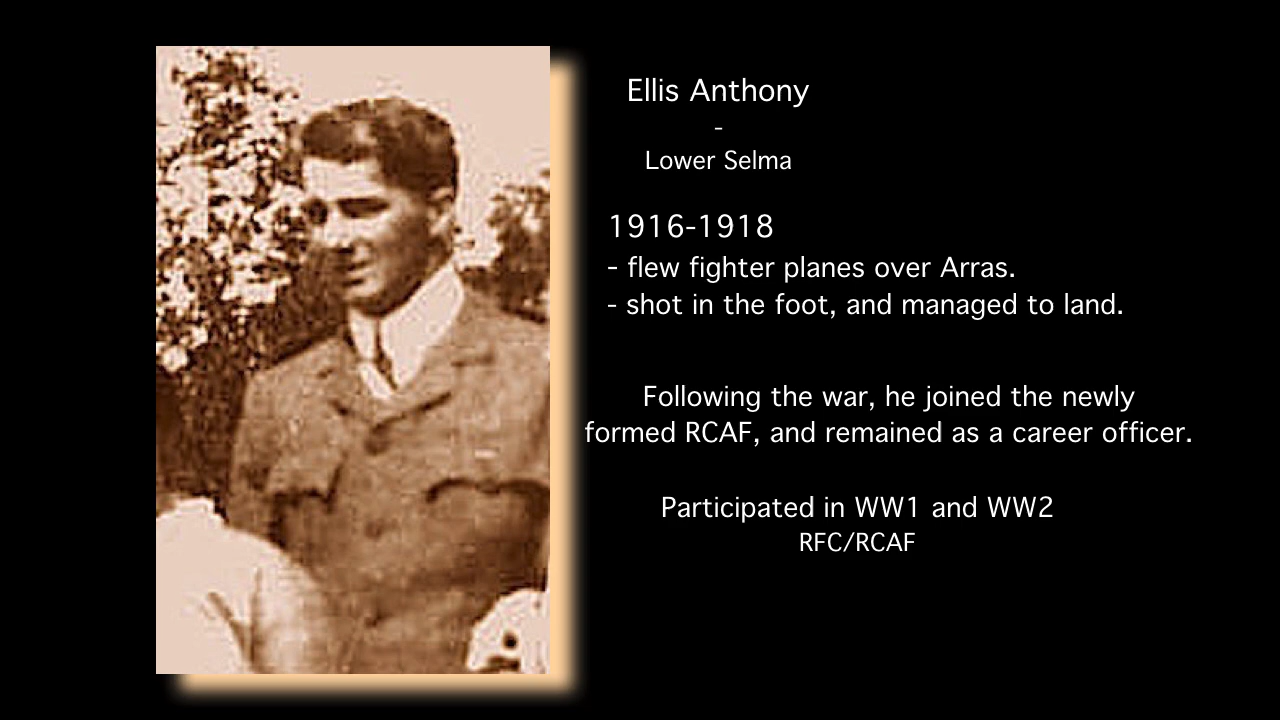 Ellis Anthony
-
Lower Selma
1916-1918
- flew fighter planes over Arras.
- shot in the foot, and managed to land.
Following the war, he joined the newly
formed RCAF, and remained as a career officer.
Participated in WW1 and WW2
RFC/RCAF